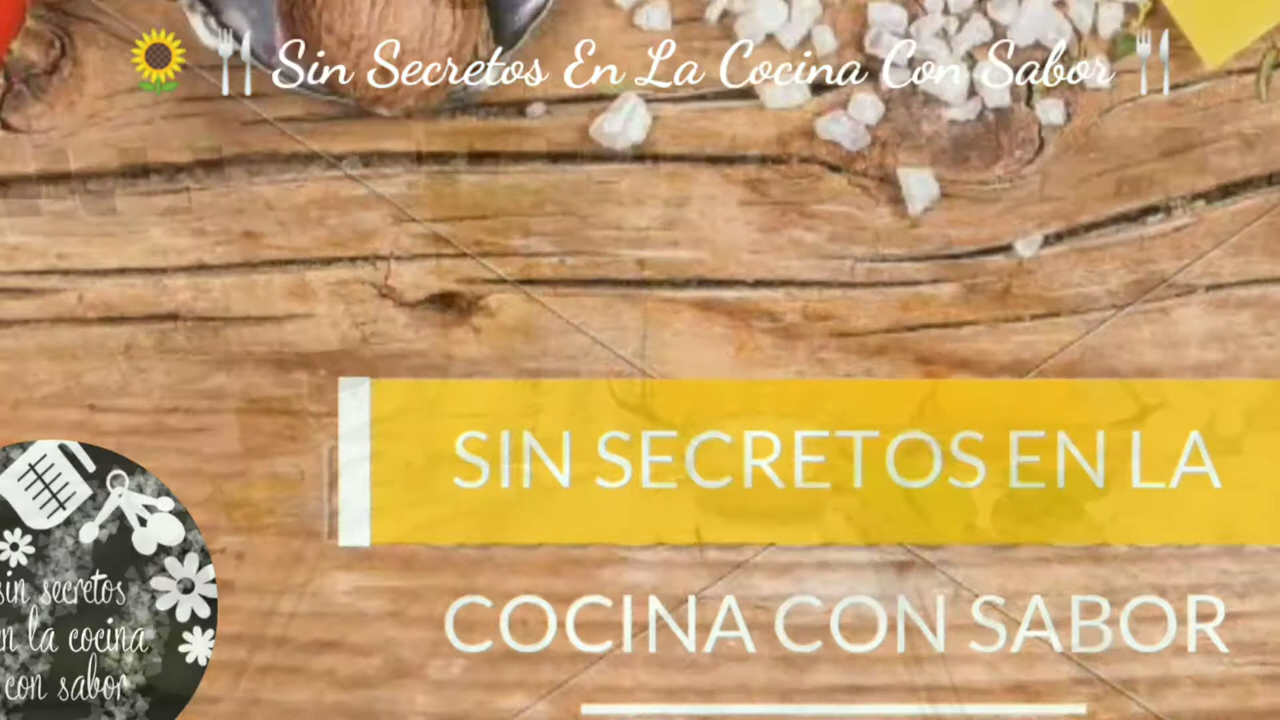 🌻🍴 Sin Secretos En La Cocina Con Sabor 🍴
SIN SECRETOS EN LA
COCINA CON SABOR
sin secretos
en la cocina
con sabor